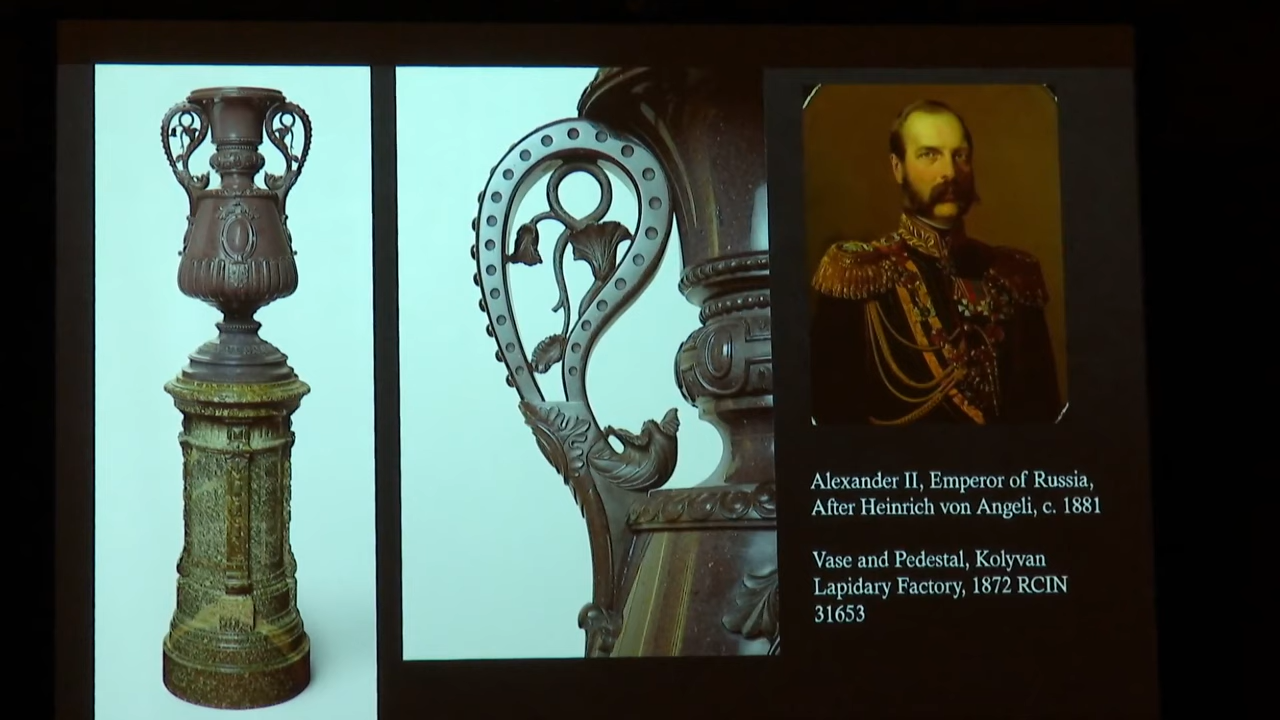 Alexander II, Emperor of Russia,
After Heinrich von Angeli, c. 1881
Vase and Pedestal, Kolyvan
Lapidary Factory, 1872 RCIN
31653